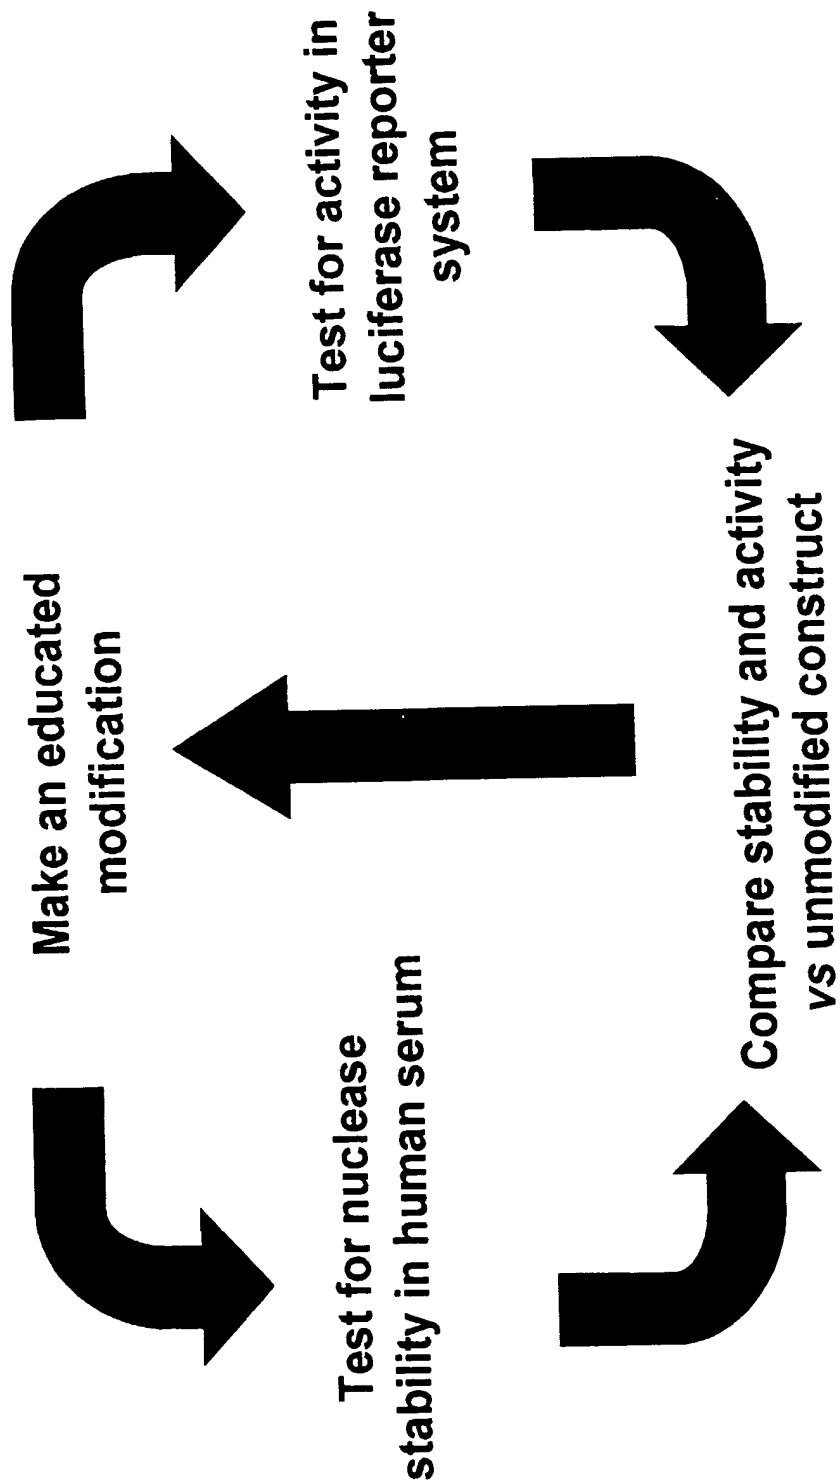 Make an educated
modification
Test for nuclease
stability in human serum
Test for activity in
luciferase reporter
system
Compare stability and activity
vs unmodified construct